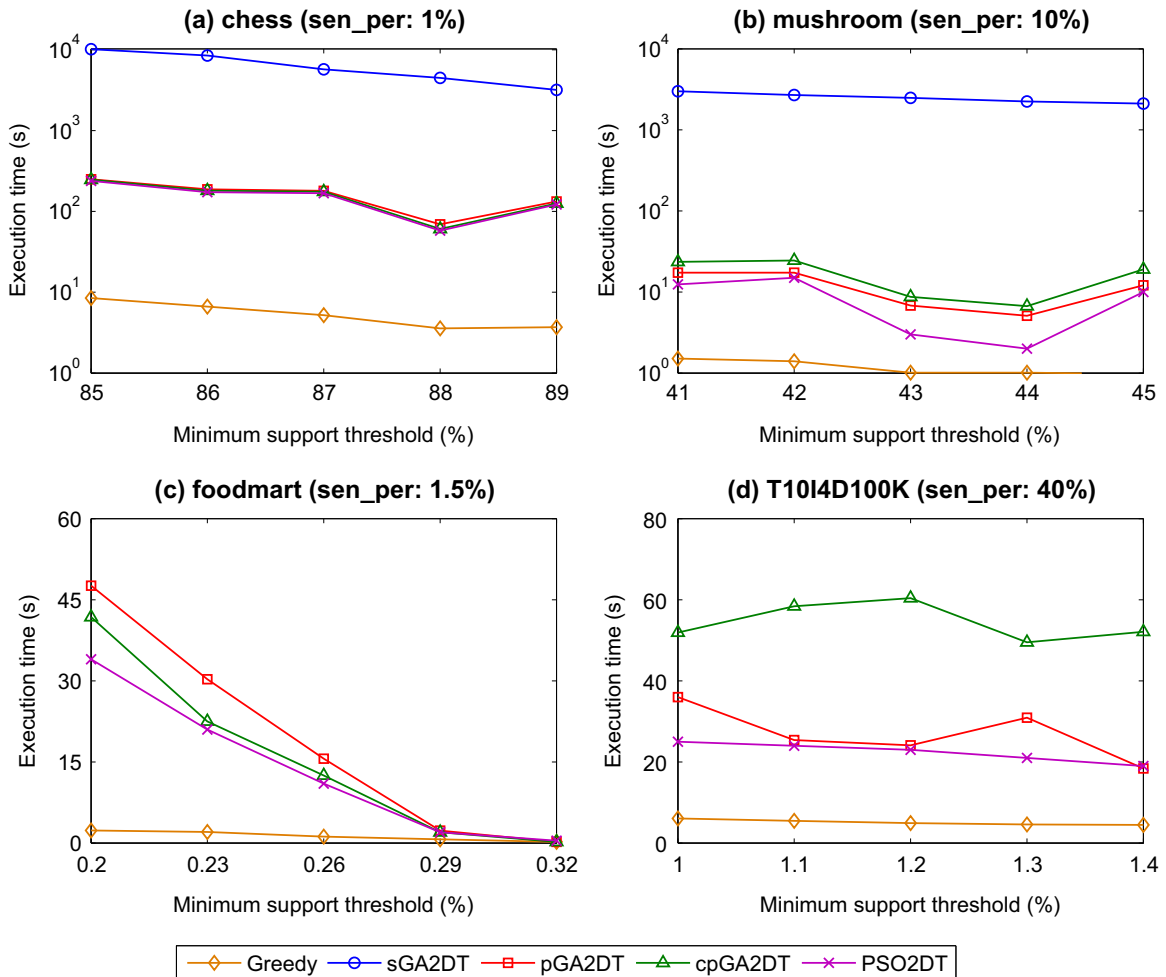 (a) chess (sen_per: 1%)
10^4
10^3
10^2
10^1
10^0
Execution time (s)
85 86 87 88 89
Minimum support threshold (%)
(b) mushroom (sen_per: 10%)
10^4
10^3
10^2
10^1
10^0
Execution time (s)
41 42 43 44 45
Minimum support threshold (%)
(c) foodmart (sen_per: 1.5%)
60
45
30
15
0
Execution time (s)
0.2 0.23 0.26 0.29 0.32
Minimum support threshold (%)
(d) T10I4D100K (sen_per: 40%)
80
60
40
20
0
Execution time (s)
1 1.1 1.2 1.3 1.4
Minimum support threshold (%)
Greedy sGA2DT pGA2DT cpGA2DT PSO2DT